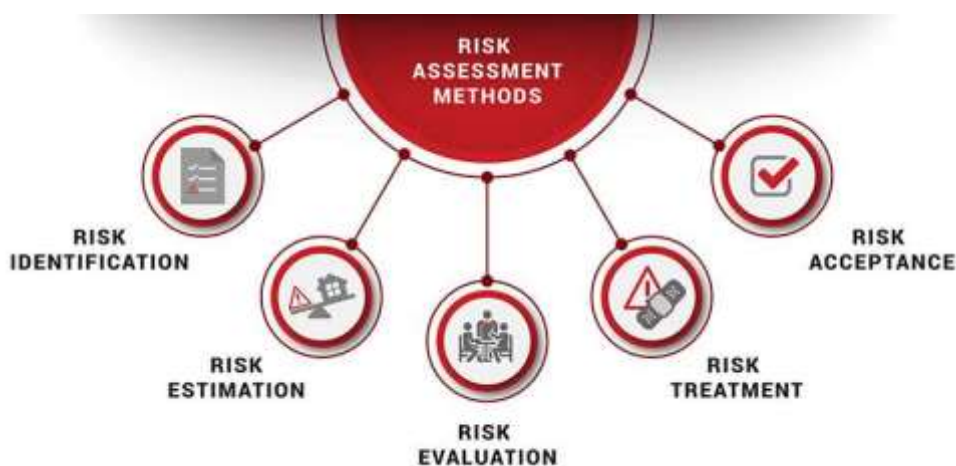 RISK
ASSESSMENT
METHODS
RISK
IDENTIFICATION
RISK
ESTIMATION
RISK
EVALUATION
RISK
TREATMENT
RISK
ACCEPTANCE